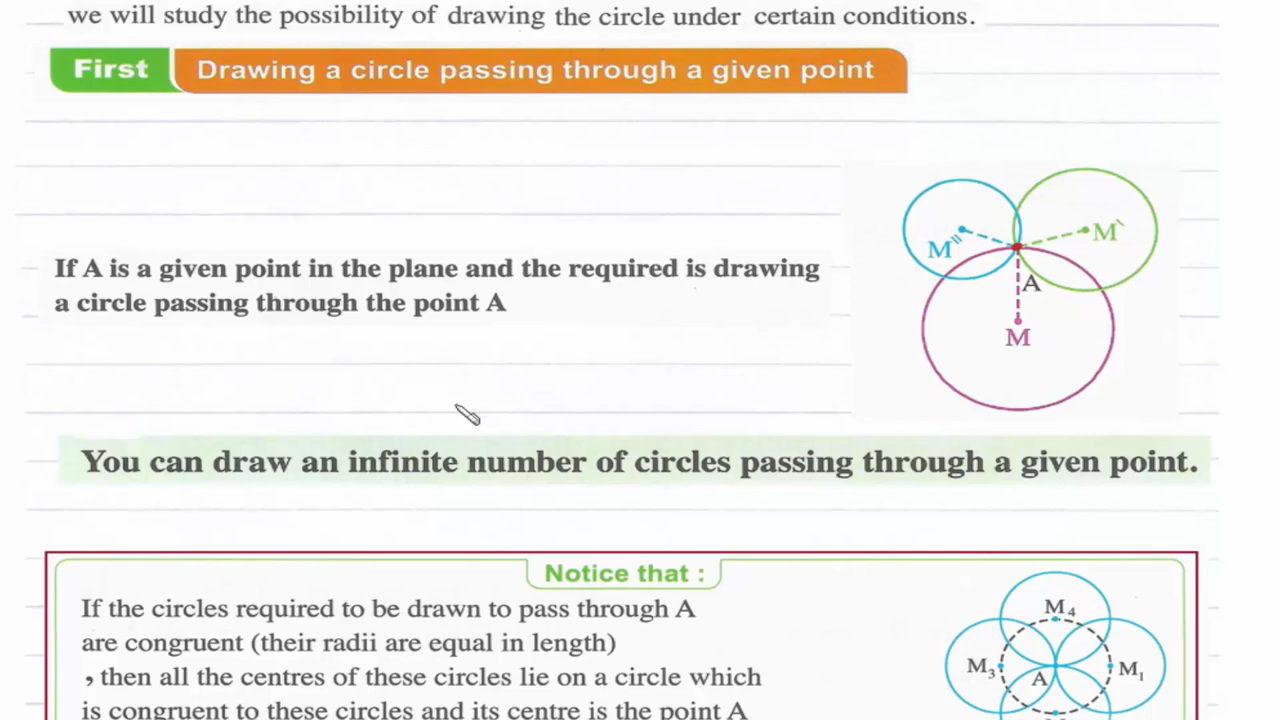 we will study the possibility of drawing the circle under certain conditions.
First Drawing a circle passing through a given point
If A is a given point in the plane and the required is drawing
a circle passing through the point A
M‖
M\
A
M
You can draw an infinite number of circles passing through a given point.
Notice that :
If the circles required to be drawn to pass through A
are congruent (their radii are equal in length)
, then all the centres of these circles lie on a circle which
is congruent to these circles and its centre is the point A
M4
M3
A
M1